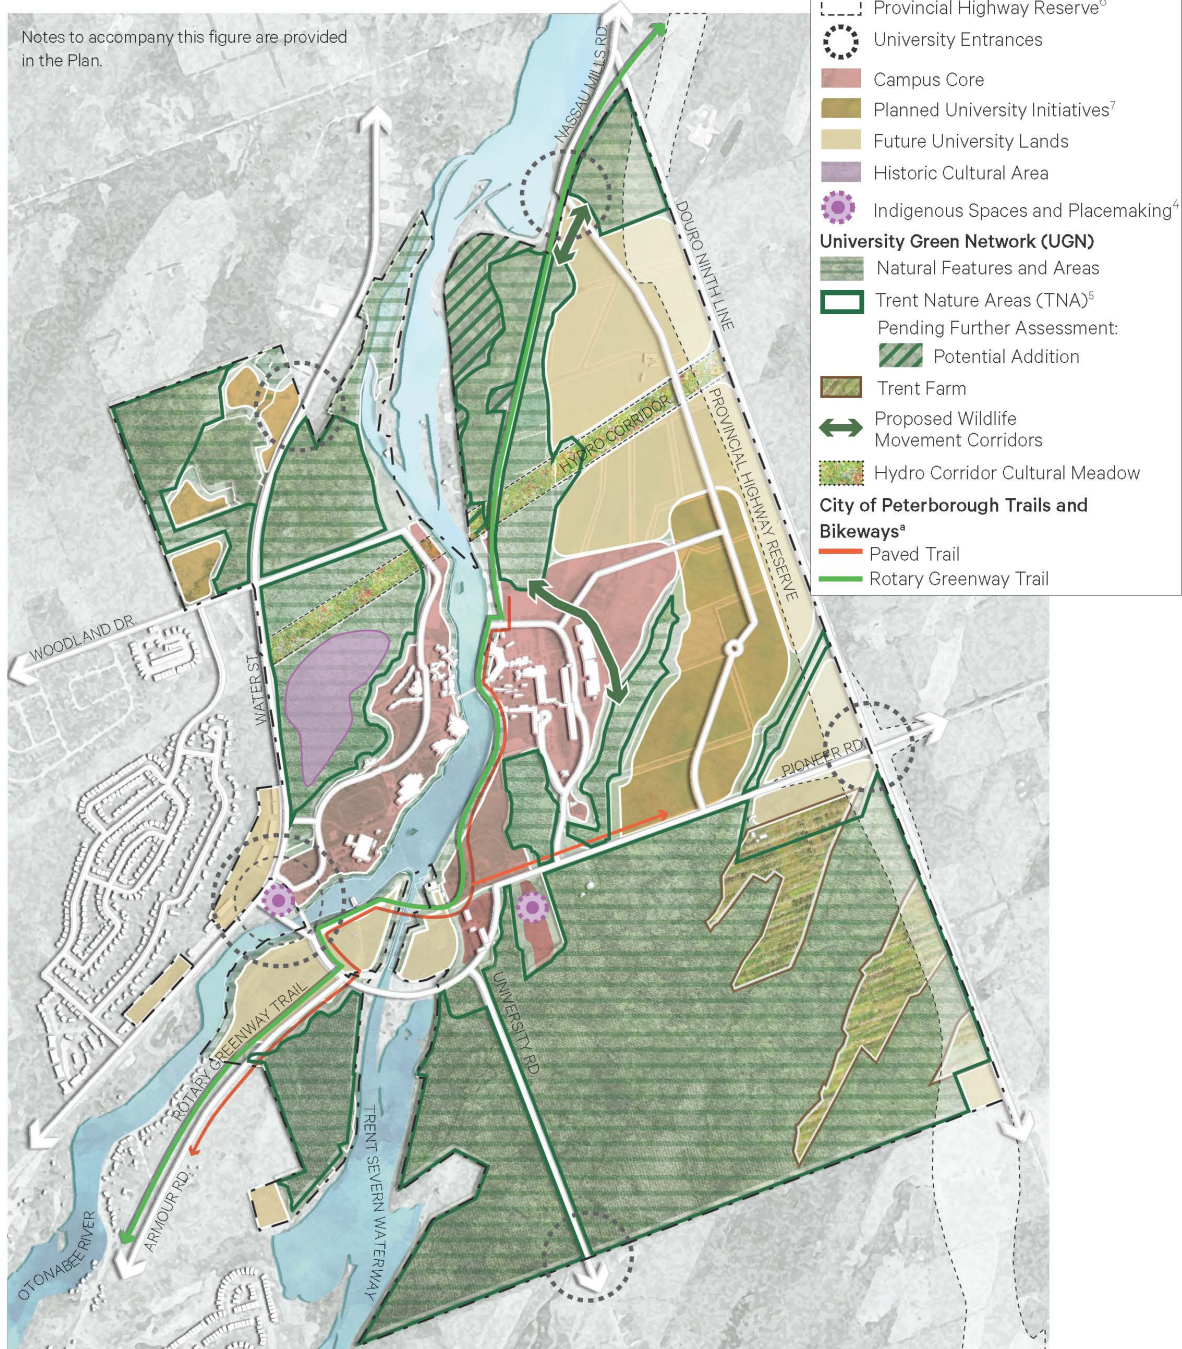 Notes to accompany this figure are provided
in the Plan.
Provincial Highway Reserve⁶
University Entrances
Campus Core
Planned University Initiatives⁷
Future University Lands
Historic Cultural Area
Indigenous Spaces and Placemaking⁴
University Green Network (UGN)
Natural Features and Areas
Trent Nature Areas (TNA)⁵
Pending Further Assessment:
Potential Addition
Trent Farm
Proposed Wildlife
Movement Corridors
Hydro Corridor Cultural Meadow
City of Peterborough Trails and
Bikewaysᵃ
Paved Trail
Rotary Greenway Trail
NASSAU MILLS RD.
DOURO NINTH LINE
HYDRO CORRIDOR
PROVINCIAL HIGHWAY RESERVE
WOODLAND DR.
WATER ST.
PIONEER RD.
ROTARY GREENWAY TRAIL
UNIVERSITY RD.
TRENT SEVERN WATERWAY
ARMOUR RD.
OTONABEE RIVER